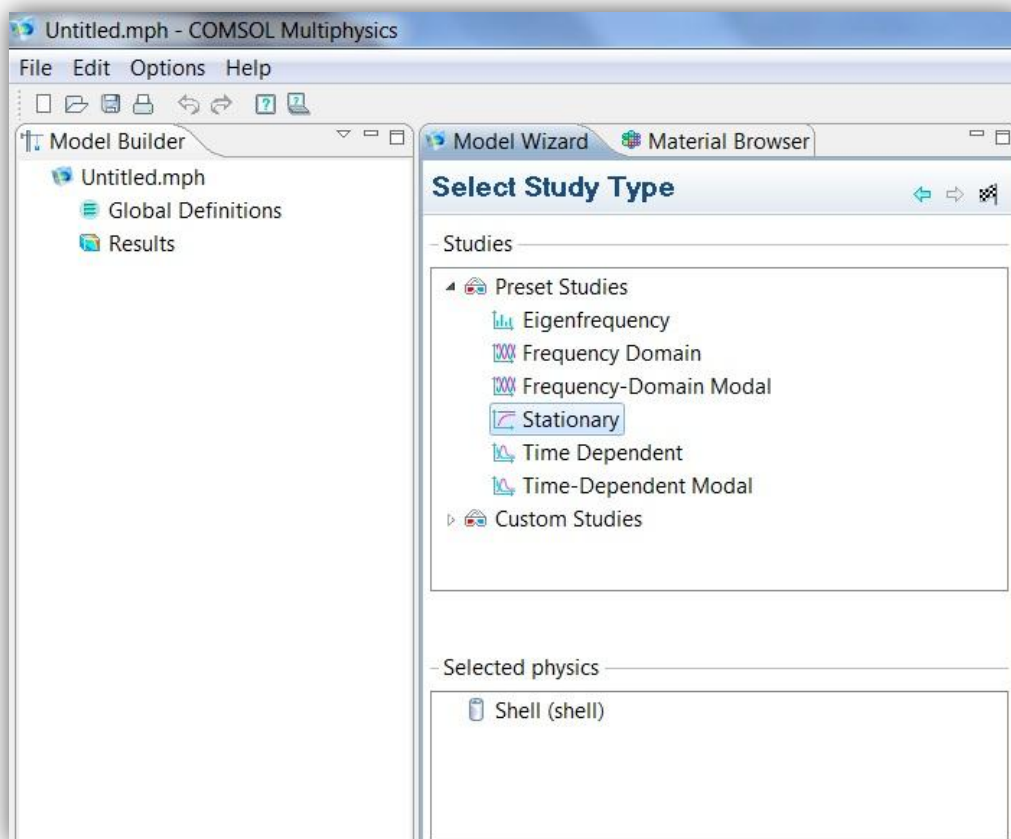 Untitled.mph - COMSOL Multiphysics
File Edit Options Help
Model Builder
Untitled.mph
Global Definitions
Results
Model Wizard
Material Browser
Select Study Type
Studies
Preset Studies
Eigenfrequency
Frequency Domain
Frequency-Domain Modal
Stationary
Time Dependent
Time-Dependent Modal
Custom Studies
Selected physics
Shell (shell)